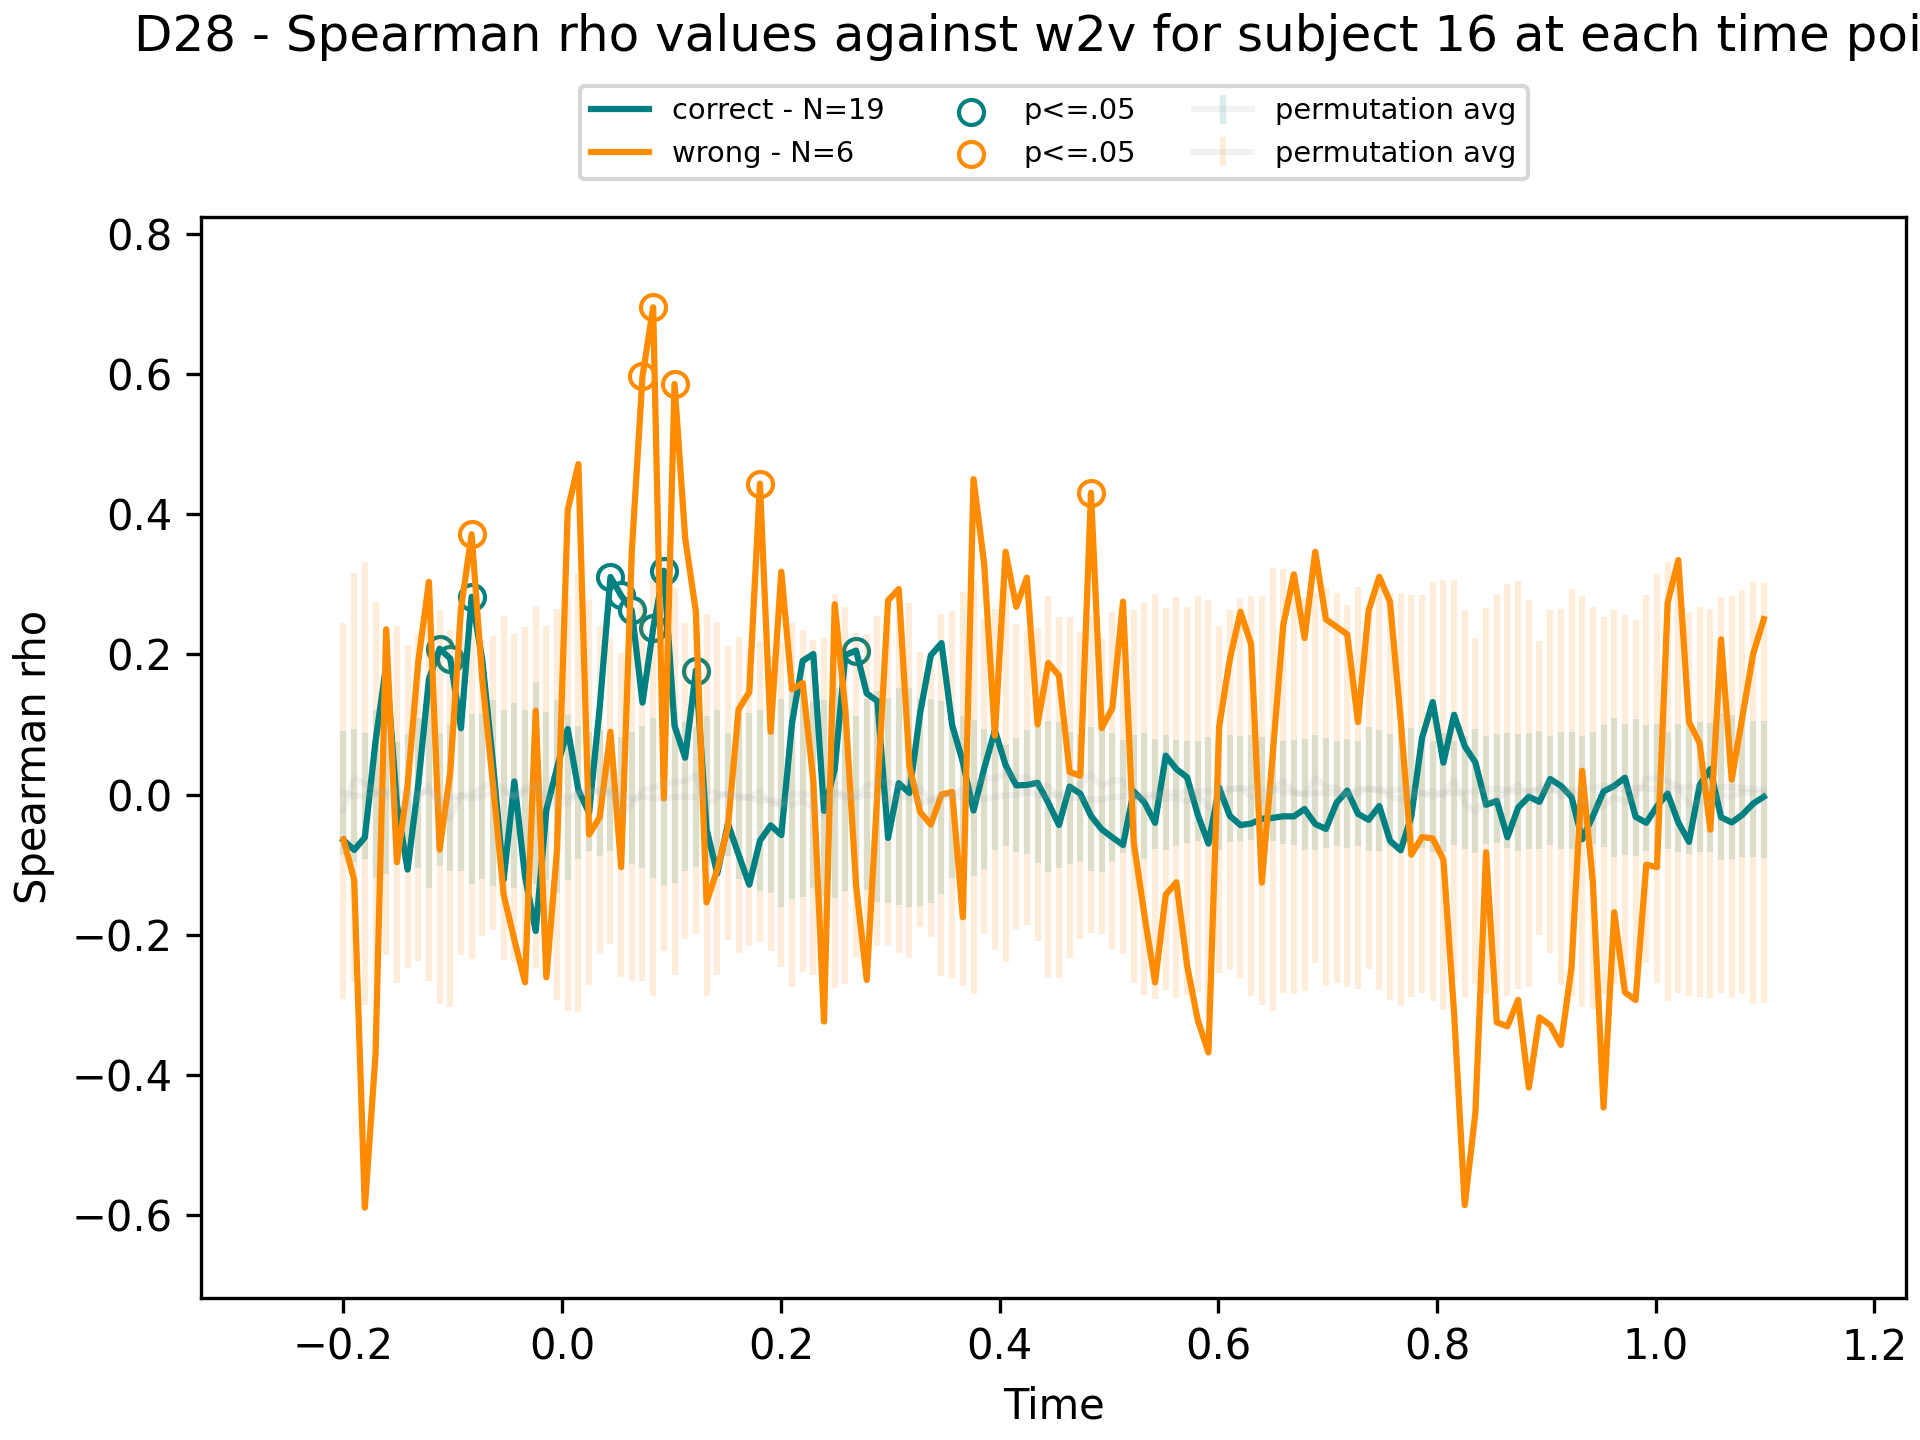 D28 - Spearman rho values against w2v for subject 16 at each time poi
correct - N=19 p<=.05 permutation avg
wrong - N=6 p<=.05 permutation avg
0.8
0.6
0.4
0.2
0.0
−0.2
−0.4
−0.6
Spearman rho
−0.2 0.0 0.2 0.4 0.6 0.8 1.0 1.2
Time